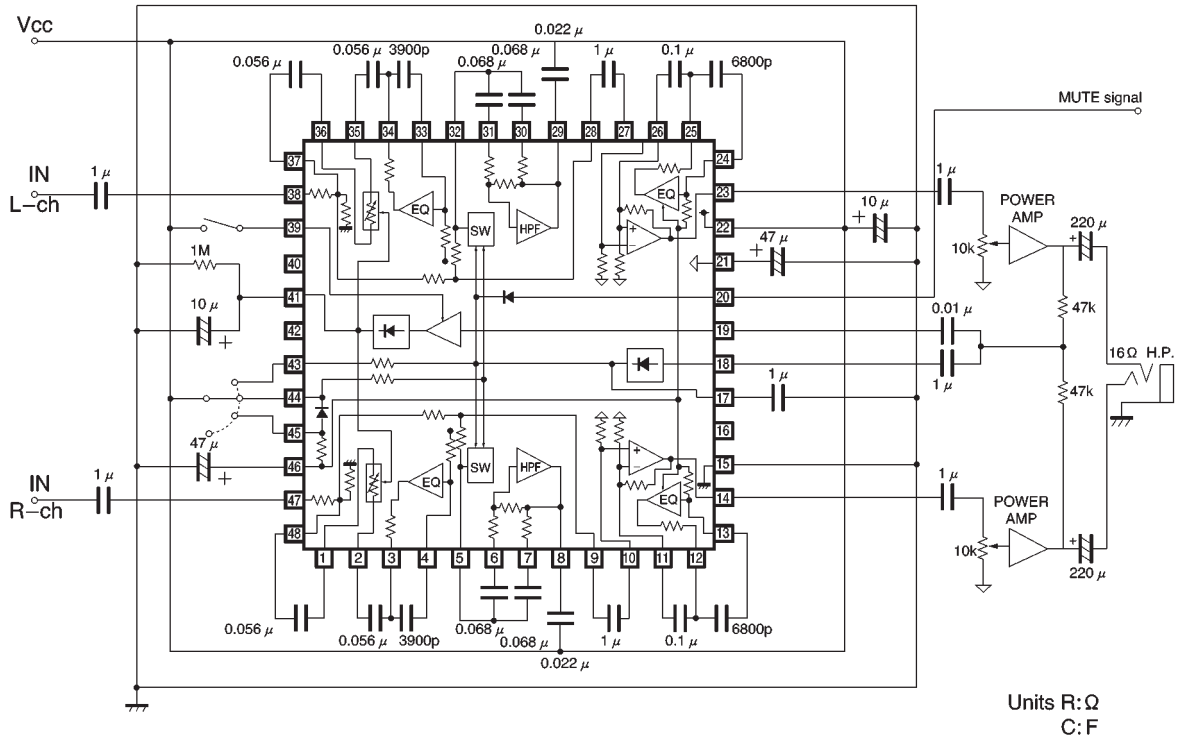 Vcc
0.056 μ
0.056 μ
3900p
0.068 μ
0.068 μ
0.022 μ
1 μ
0.1 μ
6800p
MUTE signal
36
35
34
33
32
31
30
29
28
27
26
25
IN
L–ch
1 μ
37
38
39
40
41
42
43
44
45
46
47
48
1M
10 μ
+
47 μ
+
IN
R–ch
1 μ
EQ
SW
HPF
EQ
+
–
24
23
22
21
20
19
18
17
16
15
14
13
1 μ
10 μ
+
47 μ
+
0.01 μ
1 μ
1 μ
POWER
AMP
10k
220 μ
+
47k
47k
16Ω H.P.
EQ
SW
HPF
+
–
EQ
1 μ
POWER
AMP
10k
+
220 μ
1
2
3
4
5
6
7
8
9
10
11
12
0.056 μ
0.056 μ
3900p
0.068 μ
0.068 μ
0.022 μ
1 μ
0.1 μ
6800p
Units R: Ω
C: F